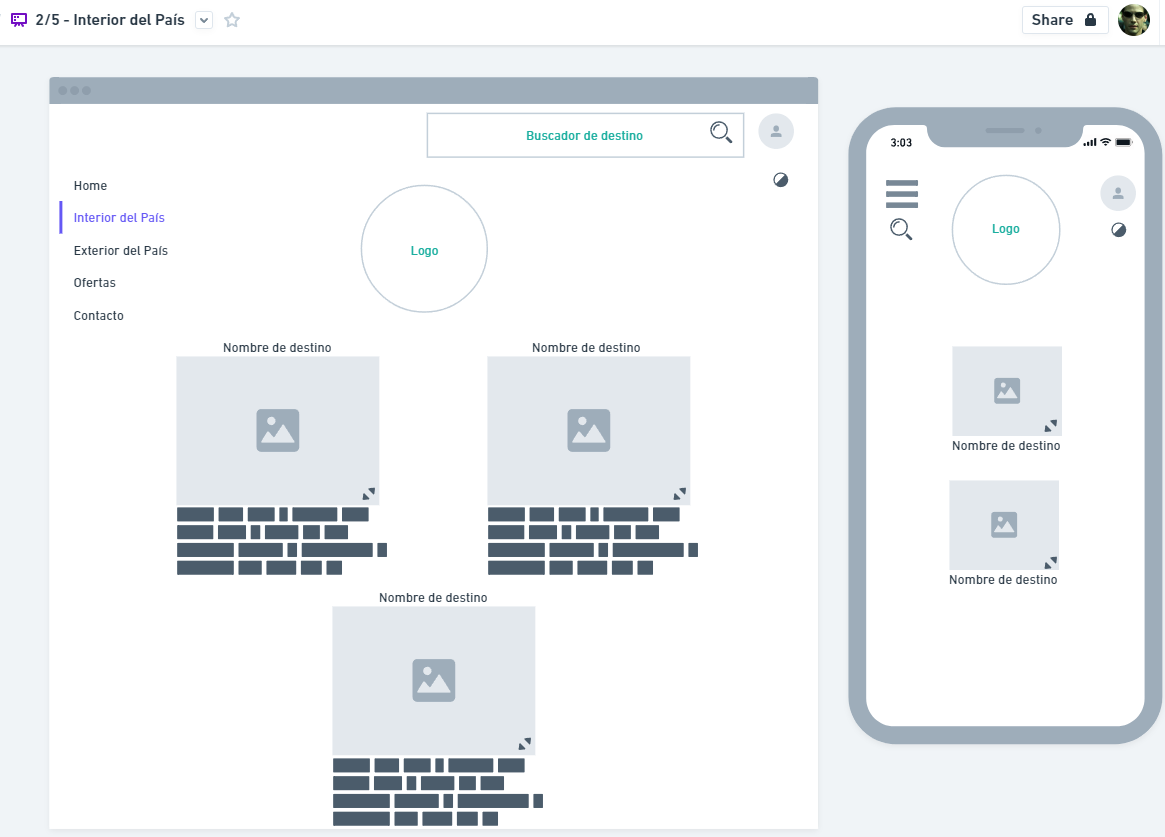 2/5 - Interior del País
Share
Buscador de destino
Home
Interior del País
Exterior del País
Ofertas
Contacto
Logo
Nombre de destino
Nombre de destino
Nombre de destino
3:03
Logo
Nombre de destino
Nombre de destino